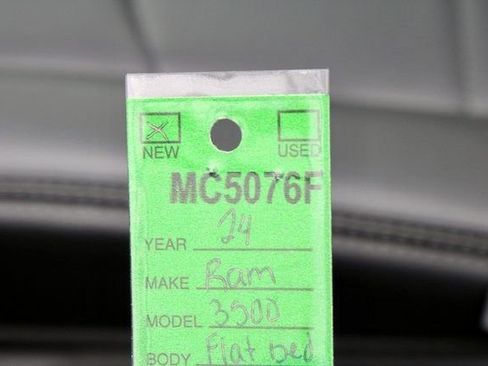 NEW USED
MC5076F
YEAR 24
MAKE Ram
MODEL 3500
BODY Flat bed